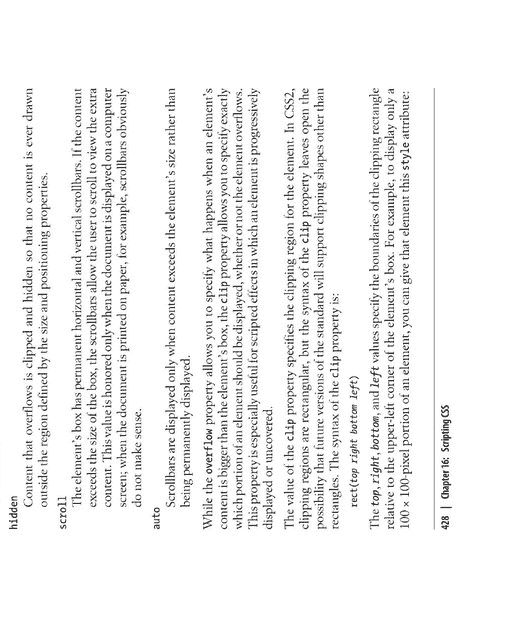 hidden
Content that overflows is clipped and hidden so that no content is ever drawn
outside the region defined by the size and positioning properties.
scroll
The element's box has permanent horizontal and vertical scrollbars. If the content
exceeds the size of the box, the scrollbars allow the user to scroll to view the extra
content. This value is honored only when the document is displayed on a computer
screen; when the document is printed on paper, for example, scrollbars obviously
do not make sense.
auto
Scrollbars are displayed only when content exceeds the element's size rather than
being permanently displayed.
While the overflow property allows you to specify what happens when an element's
content is bigger than the element's box, the clip property allows you to specify exactly
which portion of an element should be displayed, whether or not the element overflows.
This property is especially useful for scripted effects in which an element is progressively
displayed or uncovered.
The value of the clip property specifies the clipping region for the element. In CSS2,
clipping regions are rectangular, but the syntax of the clip property leaves open the
possibility that future versions of the standard will support clipping shapes other than
rectangles. The syntax of the clip property is:
rect(top right bottom left)
The top, right, bottom, and left values specify the boundaries of the clipping rectangle
relative to the upper-left corner of the element's box. For example, to display only a
100 × 100-pixel portion of an element, you can give that element this style attribute:
428 | Chapter 16: Scripting CSS